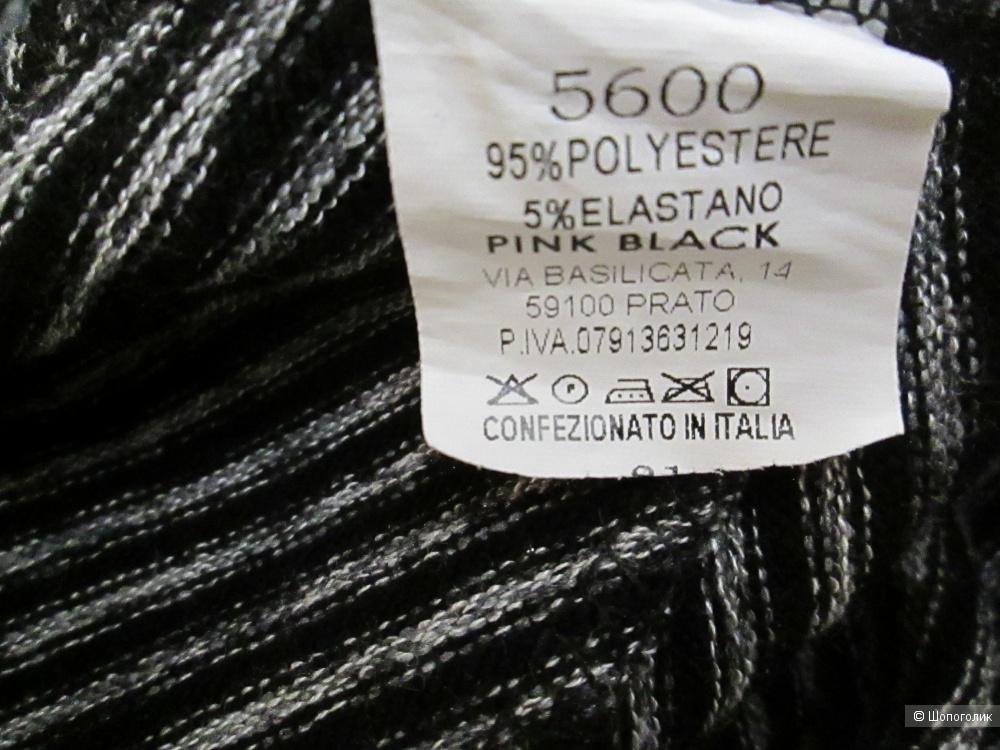 5600
95%POLYESTERE
5%ELASTANO
PINK BLACK
VIA BASILICATA, 14
59100 PRATO
P.IVA.07913631219
P
CONFEZIONATO IN ITALIA
© Шопоголик